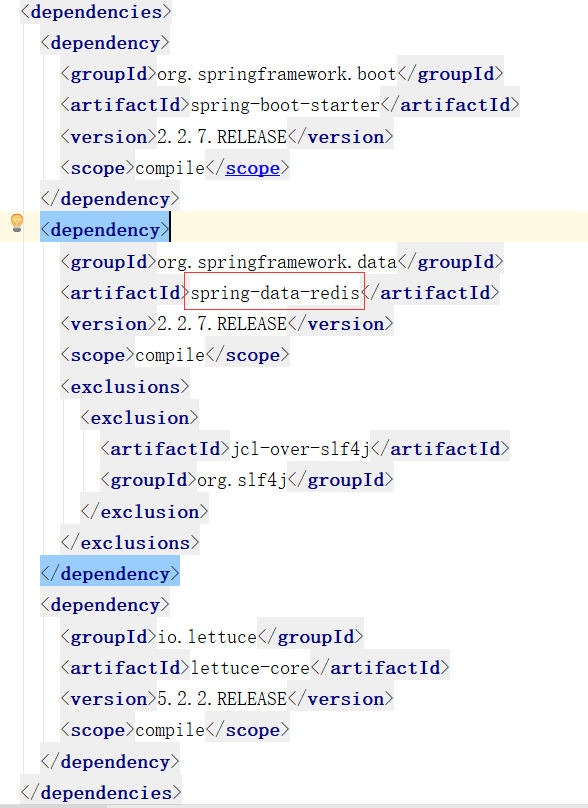 <dependencies>
<dependency>
<groupId>org.springframework.boot</groupId>
<artifactId>spring-boot-starter</artifactId>
<version>2.2.7.RELEASE</version>
<scope>compile</scope>
</dependency>
<dependency>
<groupId>org.springframework.data</groupId>
<artifactId>spring-data-redis</artifactId>
<version>2.2.7.RELEASE</version>
<scope>compile</scope>
<exclusions>
<exclusion>
<artifactId>jcl-over-slf4j</artifactId>
<groupId>org.slf4j</groupId>
</exclusion>
</exclusions>
</dependency>
<dependency>
<groupId>io.lettuce</groupId>
<artifactId>lettuce-core</artifactId>
<version>5.2.2.RELEASE</version>
<scope>compile</scope>
</dependency>
</dependencies>